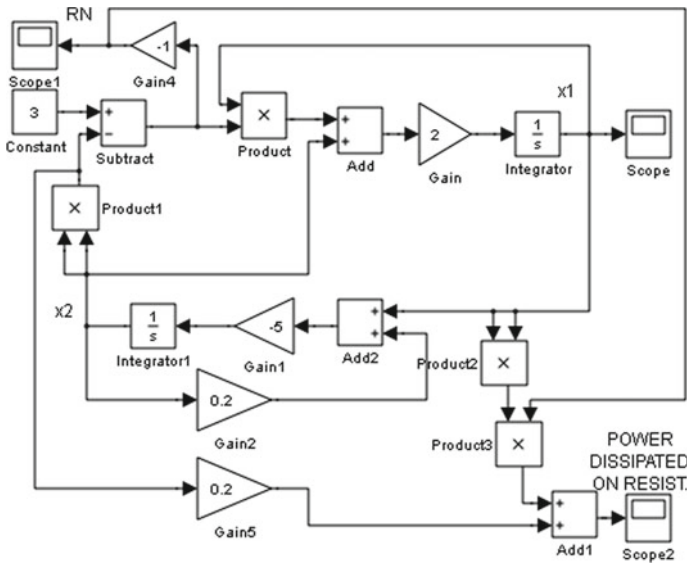 RN
-1
Scope1
Gain4
3
+
−
Constant
Subtract
×
Product
+
+
Add
2
Gain
x1
1
s
Integrator
Scope
×
Product1
x2
1
s
Integrator1
-5
Gain1
+
+
Add2
0.2
Gain2
Product2
×
Product3
×
0.2
Gain5
POWER
DISSIPATED
ON RESIST.
+
+
Add1
Scope2